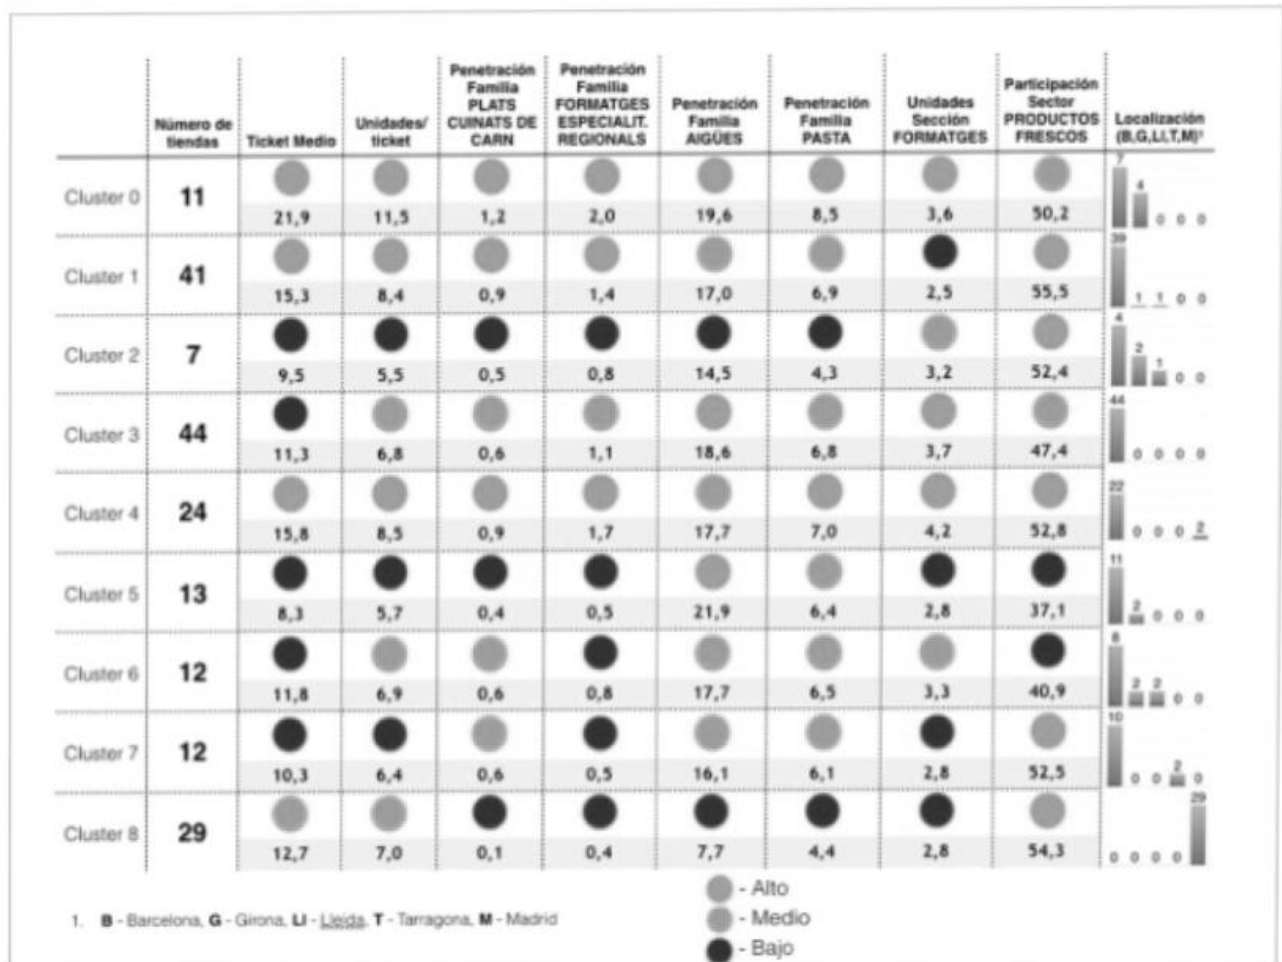 Número de tiendas Ticket Medio Unidades/ ticket Penetración Familia PLATS CUINATS DE CARN Penetración Familia FORMATGES ESPECIALIT. REGIONALS Penetración Familia AIGÜES Penetración Familia PASTA Unidades Sección FORMATGES Participación Sector PRODUCTOS FRESCOS Localización (B,G,LI,T,M)¹
Cluster 0 11 21,9 11,5 1,2 2,0 19,6 8,5 3,6 50,2 7 4 0 0 0
Cluster 1 41 15,3 8,4 0,9 1,4 17,0 6,9 2,5 55,5 39 1 1 0 0
Cluster 2 7 9,5 5,5 0,5 0,8 14,5 4,3 3,2 52,4 4 2 1 0 0
Cluster 3 44 11,3 6,8 0,6 1,1 18,6 6,8 3,7 47,4 44 0 0 0 0
Cluster 4 24 15,8 8,5 0,9 1,7 17,7 7,0 4,2 52,8 22 0 0 0 2
Cluster 5 13 8,3 5,7 0,4 0,5 21,9 6,4 2,8 37,1 11 2 0 0 0
Cluster 6 12 11,8 6,9 0,6 0,8 17,7 6,5 3,3 40,9 8 2 2 0 0
Cluster 7 12 10,3 6,4 0,6 0,5 16,1 6,1 2,8 52,5 10 0 0 2 0
Cluster 8 29 12,7 7,0 0,1 0,4 7,7 4,4 2,8 54,3 0 0 0 0 29
- Alto
- Medio
- Bajo
1. B - Barcelona, G - Girona, LI - Lleida, T - Tarragona, M - Madrid